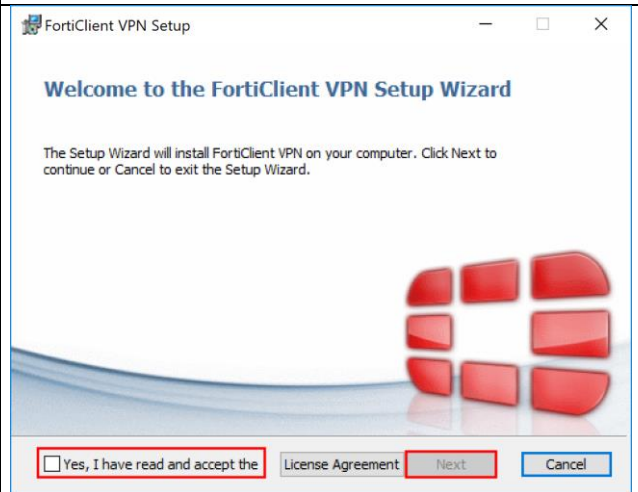 FortiClient VPN Setup
Welcome to the FortiClient VPN Setup Wizard
The Setup Wizard will install FortiClient VPN on your computer. Click Next to
continue or Cancel to exit the Setup Wizard.
Yes, I have read and accept the License Agreement Next Cancel